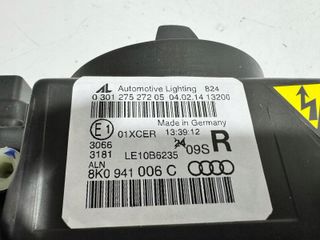 AL Automotive Lighting 824
0 301 275 272 05 04.02.14 13200
Made in Germany
E1 01XCER 13:39:12
3066 24 09S R
3181 LE10B6235
ALN
8K0 941 006 C